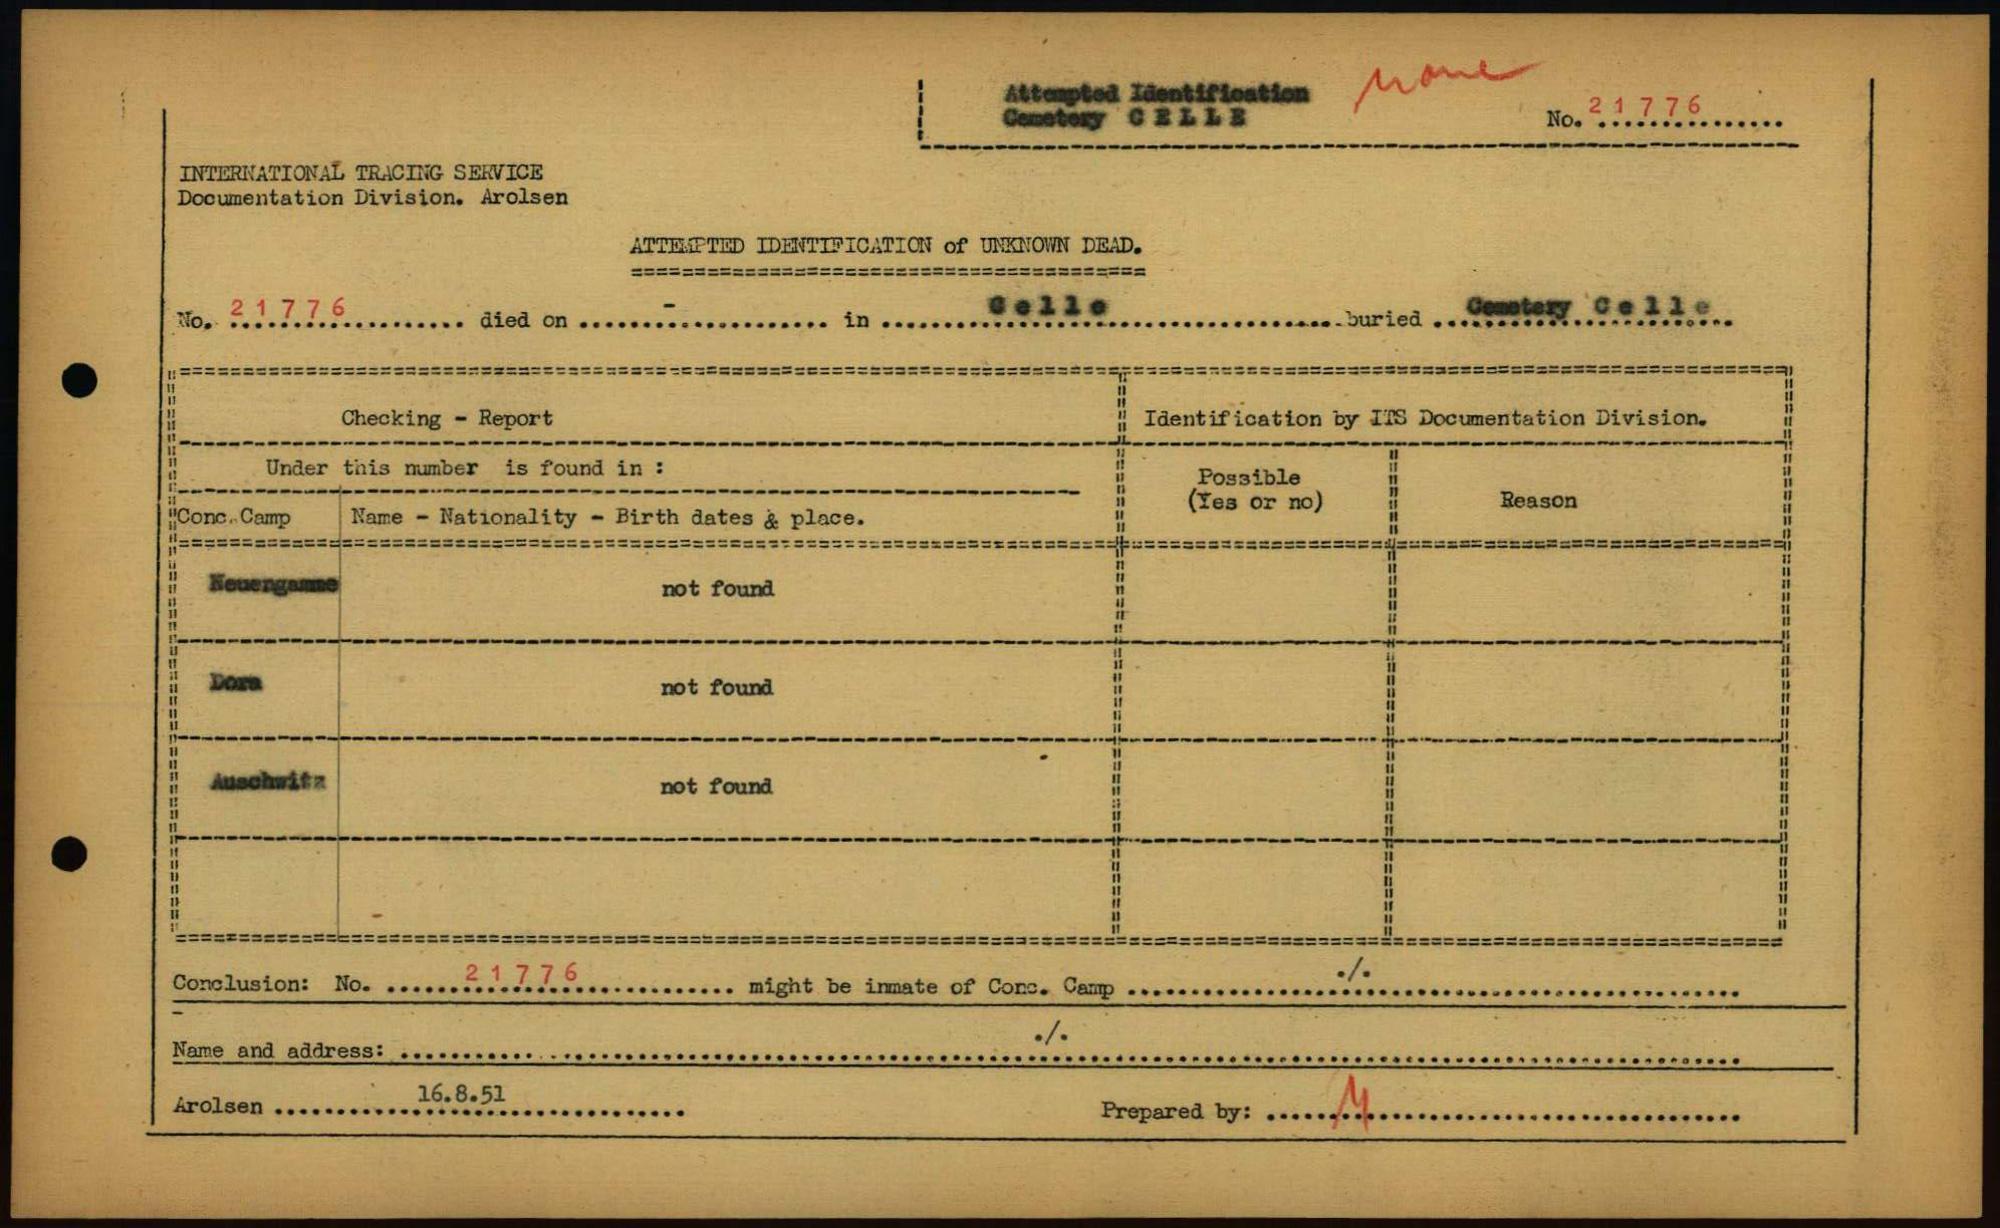 Attempted Identification
Cemetery CELLE
none
No. 21776
INTERNATIONAL TRACING SERVICE
Documentation Division. Arolsen
ATTEMPTED IDENTIFICATION of UNKNOWN DEAD.
No. 21776 died on - in Celle buried Cemetery Celle
Checking - Report
Identification by ITS Documentation Division.
Under this number is found in :
Possible
(Yes or no)
Reason
Conc. Camp Name - Nationality - Birth dates & place.
Neuengamme not found
Dora not found
Auschwitz not found
Conclusion: No. 21776 might be inmate of Conc. Camp ./.
Name and address: ./.
Arolsen 16.8.51 Prepared by: